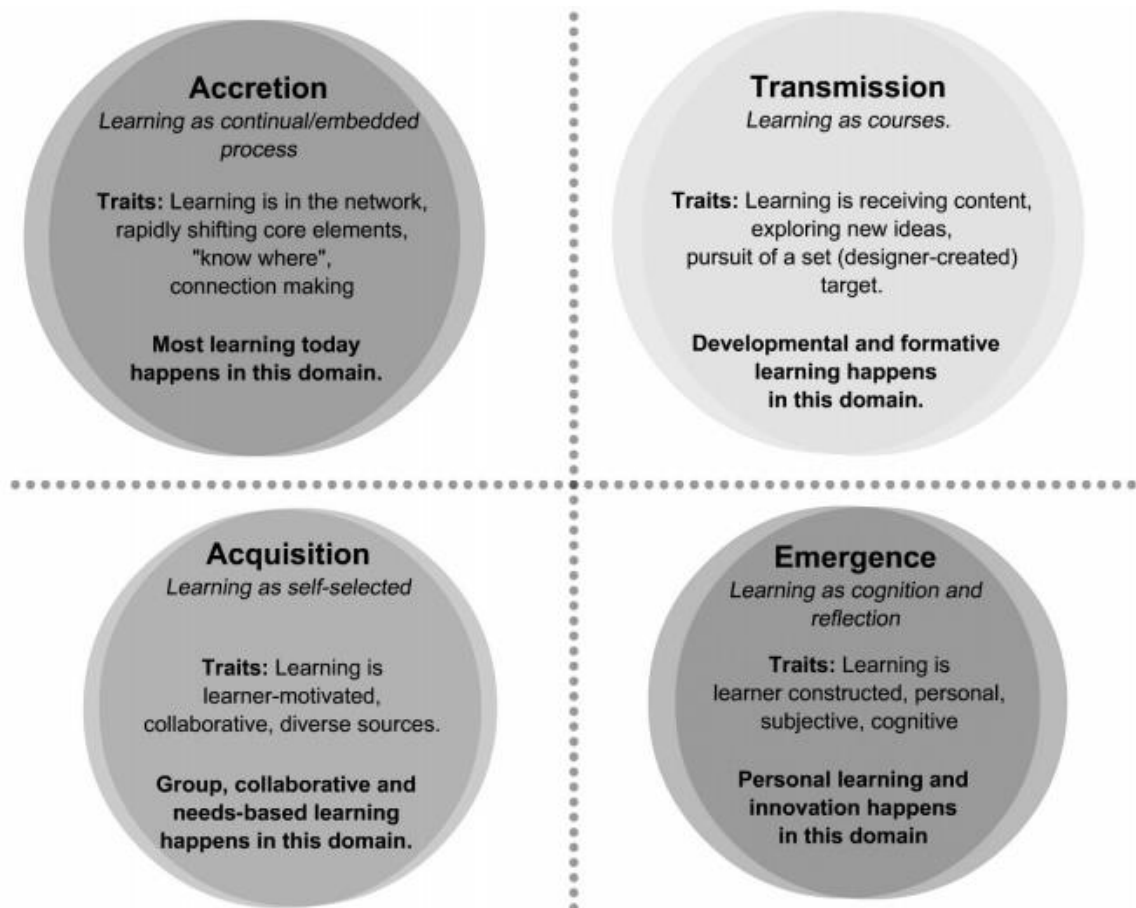 Accretion
Learning as continual/embedded
process
Traits: Learning is in the network,
rapidly shifting core elements,
"know where",
connection making
Most learning today
happens in this domain.
Transmission
Learning as courses.
Traits: Learning is receiving content,
exploring new ideas,
pursuit of a set (designer-created)
target.
Developmental and formative
learning happens
in this domain.
Acquisition
Learning as self-selected
Traits: Learning is
learner-motivated,
collaborative, diverse sources.
Group, collaborative and
needs-based learning
happens in this domain.
Emergence
Learning as cognition and
reflection
Traits: Learning is
learner constructed, personal,
subjective, cognitive
Personal learning and
innovation happens
in this domain